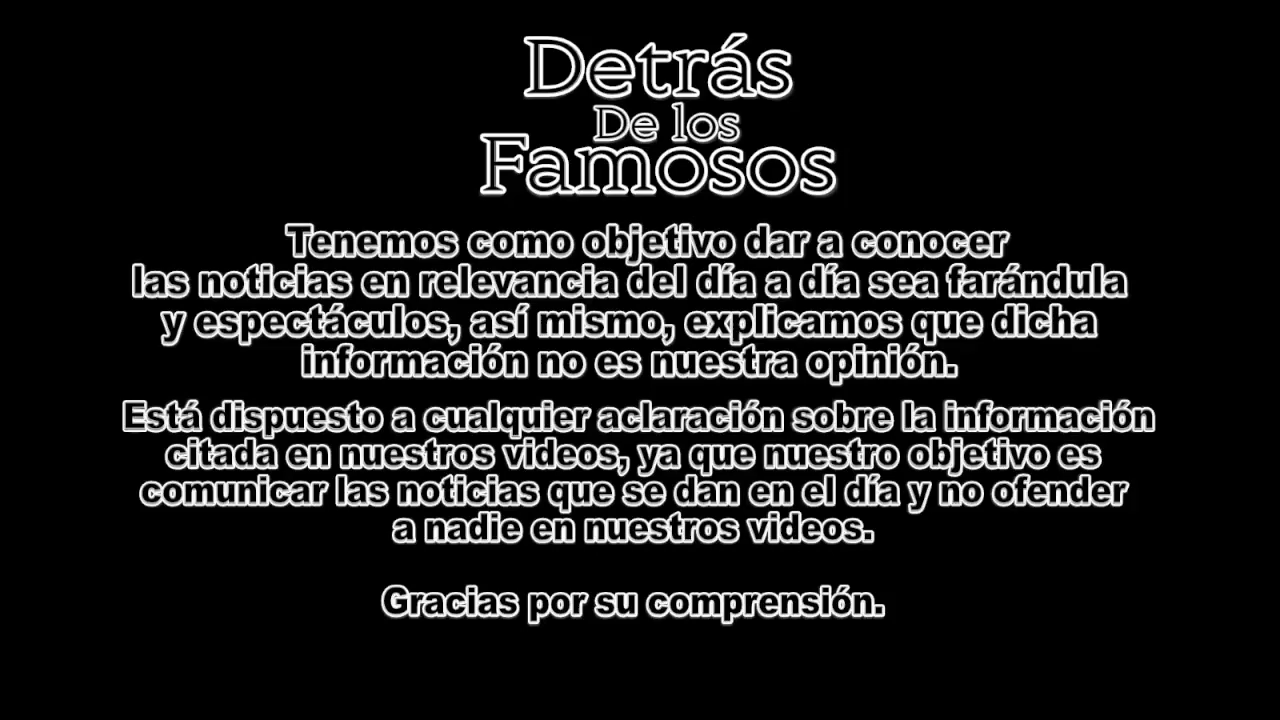 Detrás
De los
Famosos
Tenemos como objetivo dar a conocer
las noticias en relevancia del día a día sea farándula
y espectáculos, así mismo, explicamos que dicha
información no es nuestra opinión.
Está dispuesto a cualquier aclaración sobre la información
citada en nuestros videos, ya que nuestro objetivo es
comunicar las noticias que se dan en el día y no ofender
a nadie en nuestros videos.
Gracias por su comprensión.